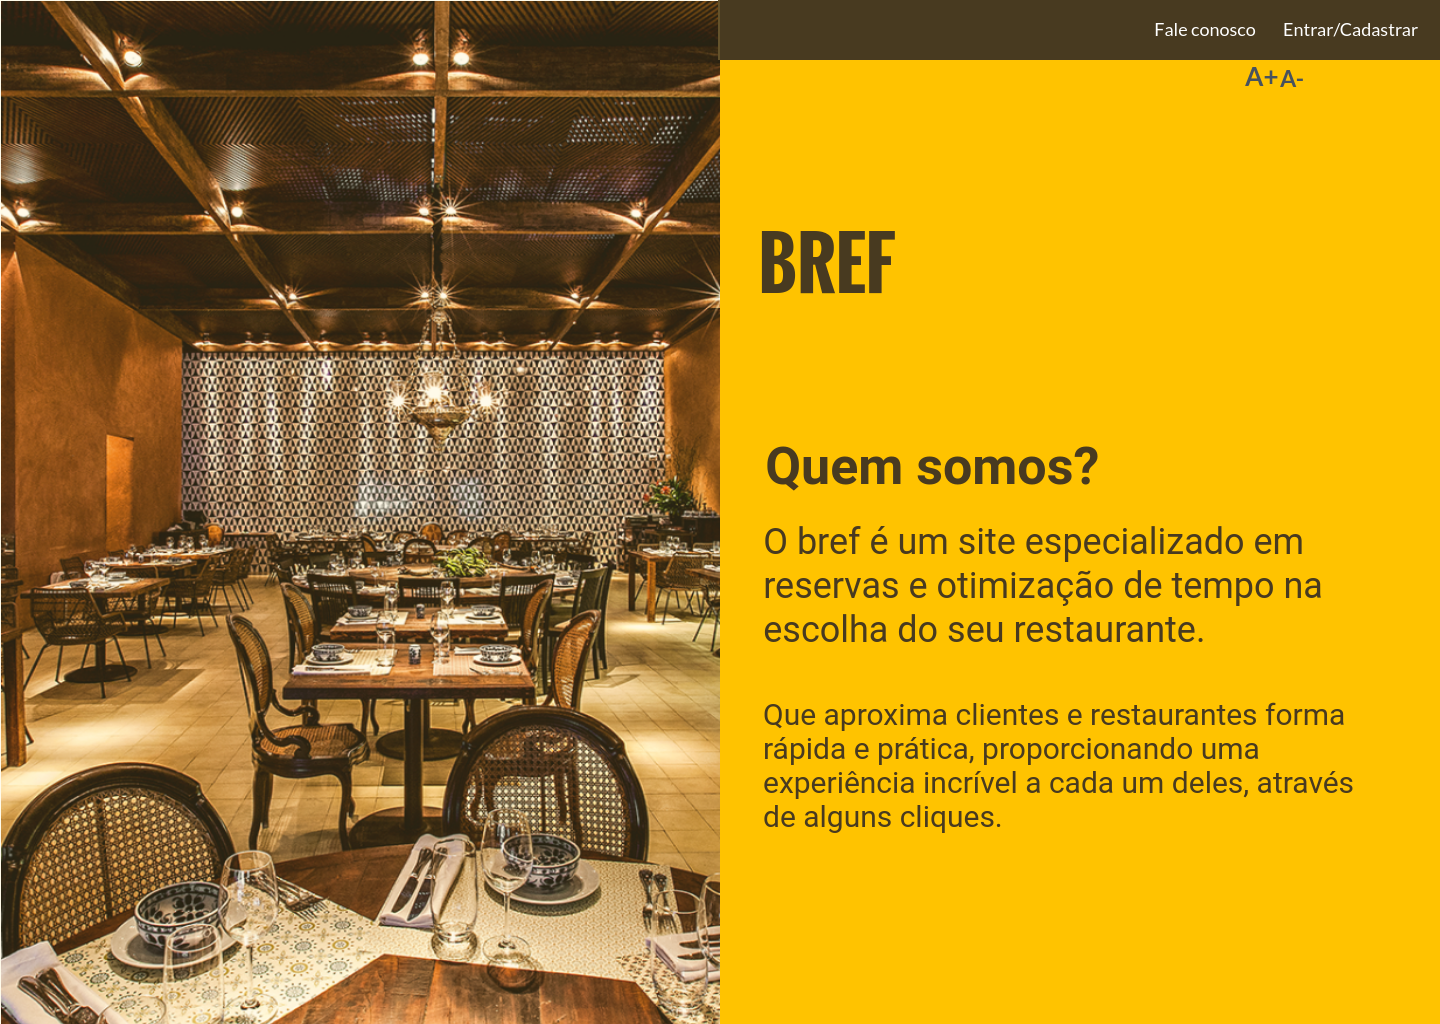 Fale conosco Entrar/Cadastrar
A+ A-
BREF
Quem somos?
O bref é um site especializado em
reservas e otimização de tempo na
escolha do seu restaurante.
Que aproxima clientes e restaurantes forma
rápida e prática, proporcionando uma
experiência incrível a cada um deles, através
de alguns cliques.